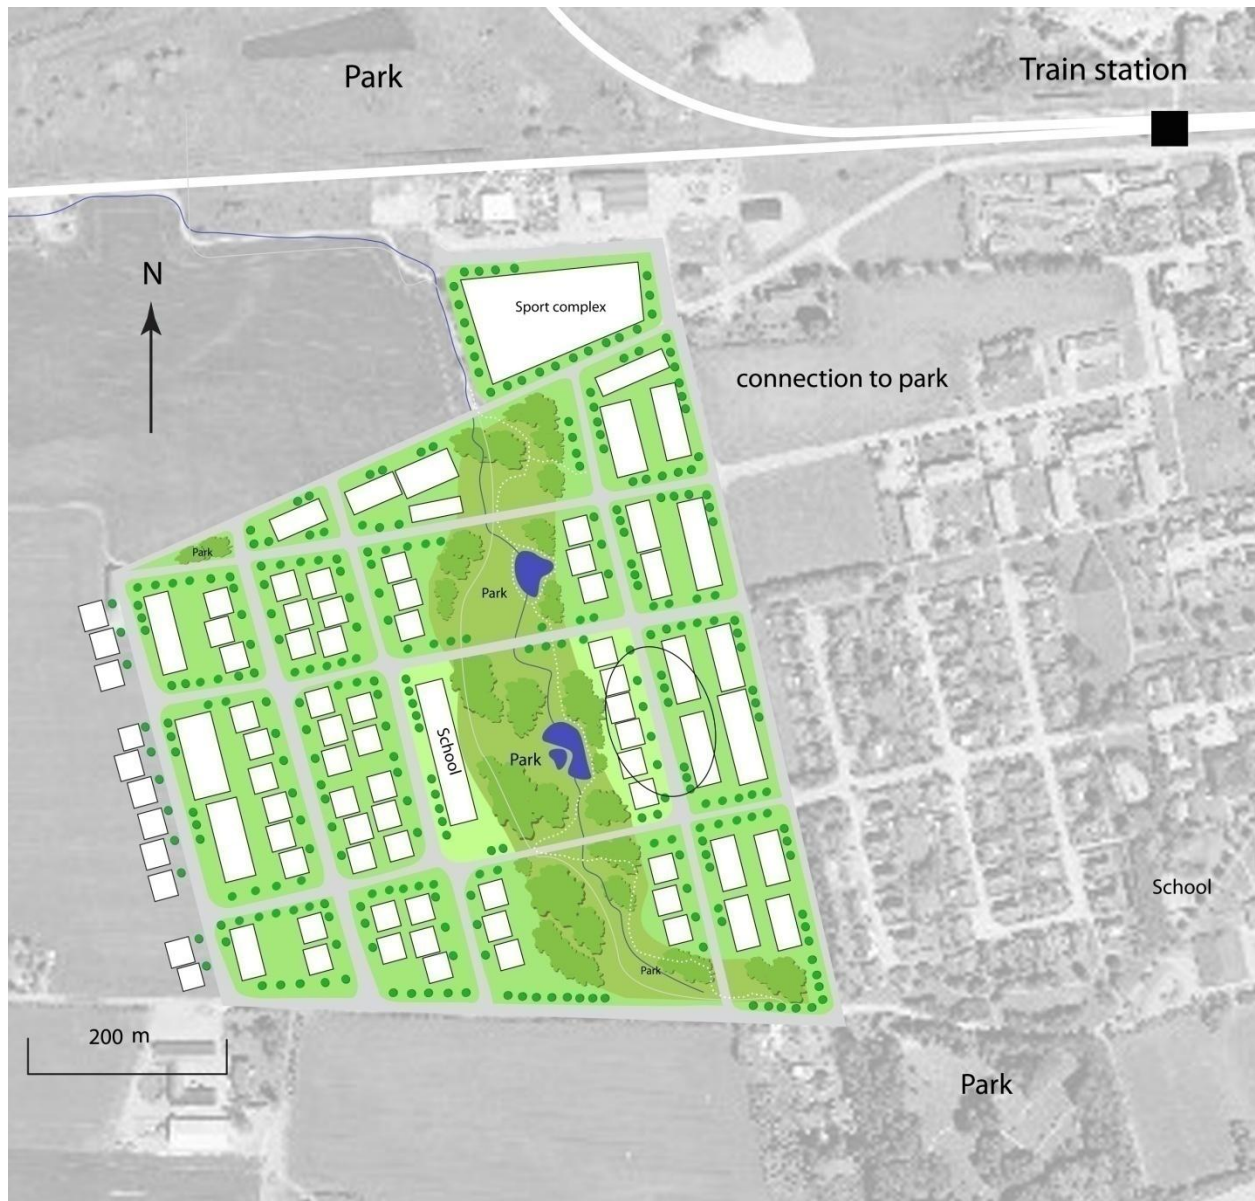 Park
Train station
N
Sport complex
connection to park
Park
Park
School
Park
School
Park
200 m
Park